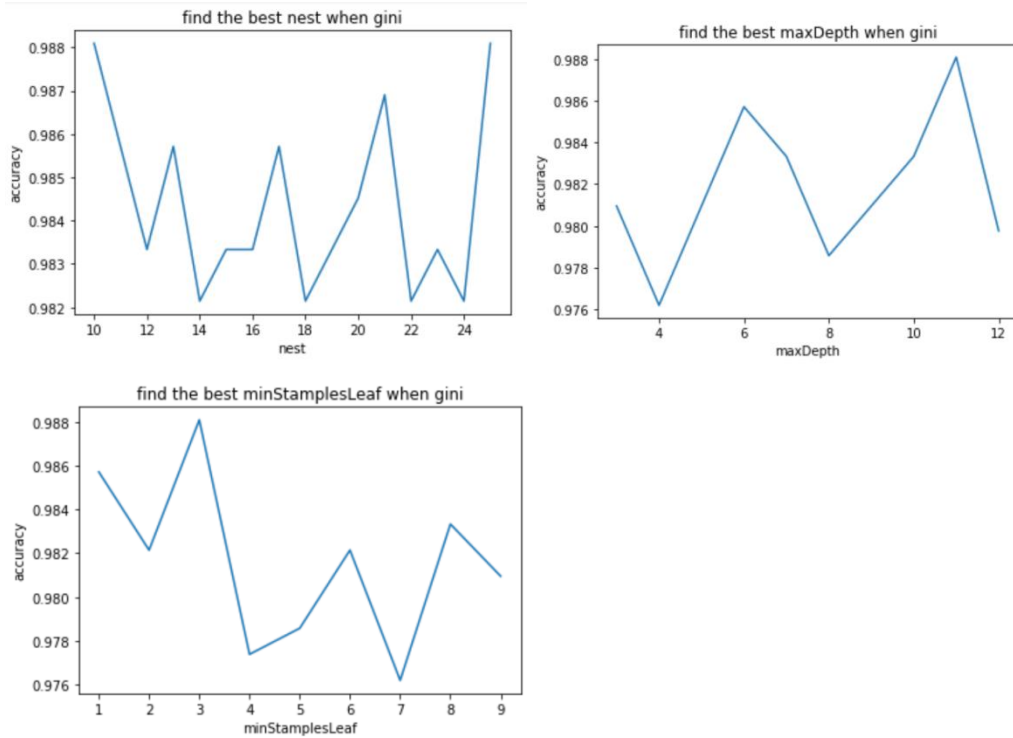 find the best nest when gini
0.988
0.987
0.986
0.985
0.984
0.983
0.982
accuracy
10 12 14 16 18 20 22 24
nest
find the best maxDepth when gini
0.988
0.986
0.984
0.982
0.980
0.978
0.976
accuracy
4 6 8 10 12
maxDepth
find the best minStamplesLeaf when gini
0.988
0.986
0.984
0.982
0.980
0.978
0.976
accuracy
1 2 3 4 5 6 7 8 9
minStamplesLeaf